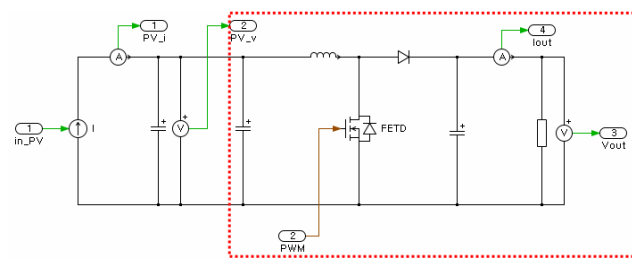 1
PV_i
A
2
PV_v
4
Iout
A
1
in_PV
I
+
V
+
+
FETD
+
+
V
3
Vout
2
PWM